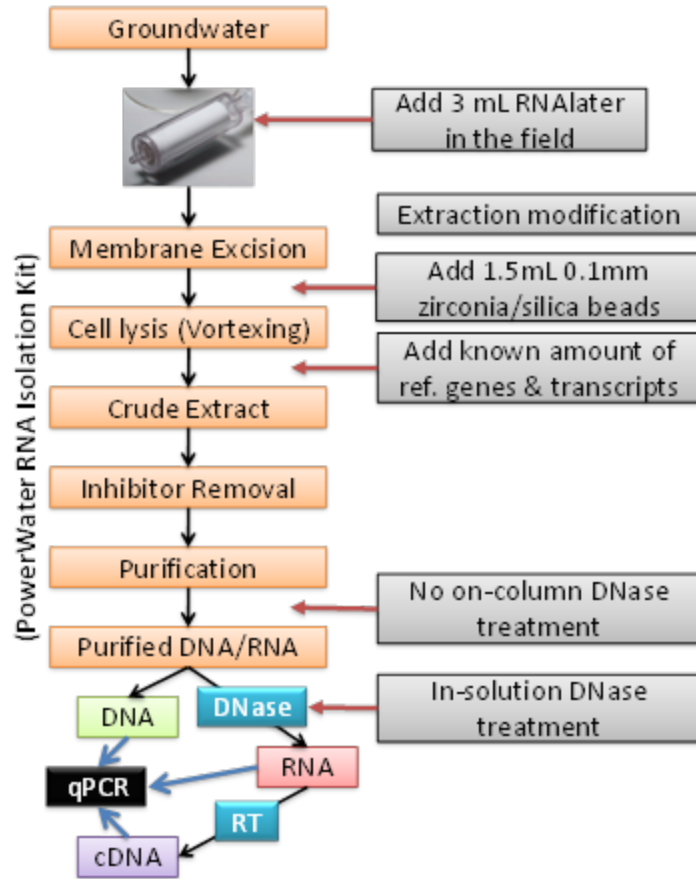 Groundwater
Add 3 mL RNAlater
in the field
Extraction modification
Membrane Excision
Add 1.5mL 0.1mm
zirconia/silica beads
Cell lysis (Vortexing)
Add known amount of
ref. genes & transcripts
Crude Extract
Inhibitor Removal
Purification
No on-column DNase
treatment
Purified DNA/RNA
(PowerWater RNA Isolation Kit)
In-solution DNase
treatment
DNA
DNase
RNA
qPCR
RT
cDNA